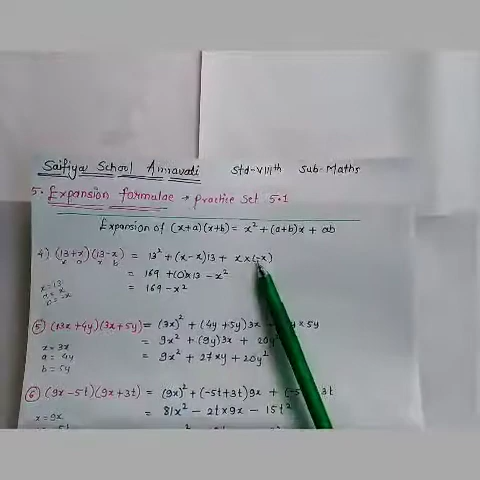 Saifiya School Amravati Std-VIIIth Sub-Maths
5. Expansion formulae → practice set 5.1
Expansion of (x+a)(x+b) = x² + (a+b)x + ab
4) (13+x)(13-x) = 13² + (x-x)13 + x×(-x)
x a x b
= 169 + (0)×13 - x²
x=13
a = x
b = -x
= 169 - x²
5) (13x+4y)(3x+5y) = (3x)² + (4y+5y)3x + y×5y
x = 3x
a = 4y
b = 5y
= 9x² + (9y)3x + 20y²
= 9x² + 27xy + 20y²
6) (9x-5t)(9x+3t) = (9x)² + (-5t+3t)9x + (-5 3t
x = 9x
= 81x² - 2t×9x - 15t²